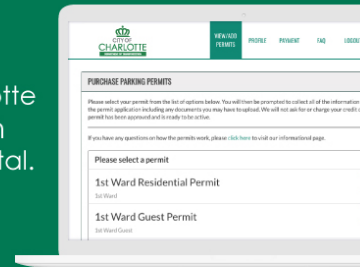 tte
n
tal.
CITY OF
CHARLOTTE
VIEW/ADD
PERMITS
PROFILE
PAYMENT
FAQ
LOGOUT
PURCHASE PARKING PERMITS
Please select your permit from the list of options below. You will then be prompted to collect all of the information
the permit application including any documents you may have to upload. We will not ask for or charge your credit c
permit has been approved and is ready to be active.
If you have any questions on how the permits work, please click here to visit our informational page.
Please select a permit
1st Ward Residential Permit
1st Ward
1st Ward Guest Permit
1st Ward Guest